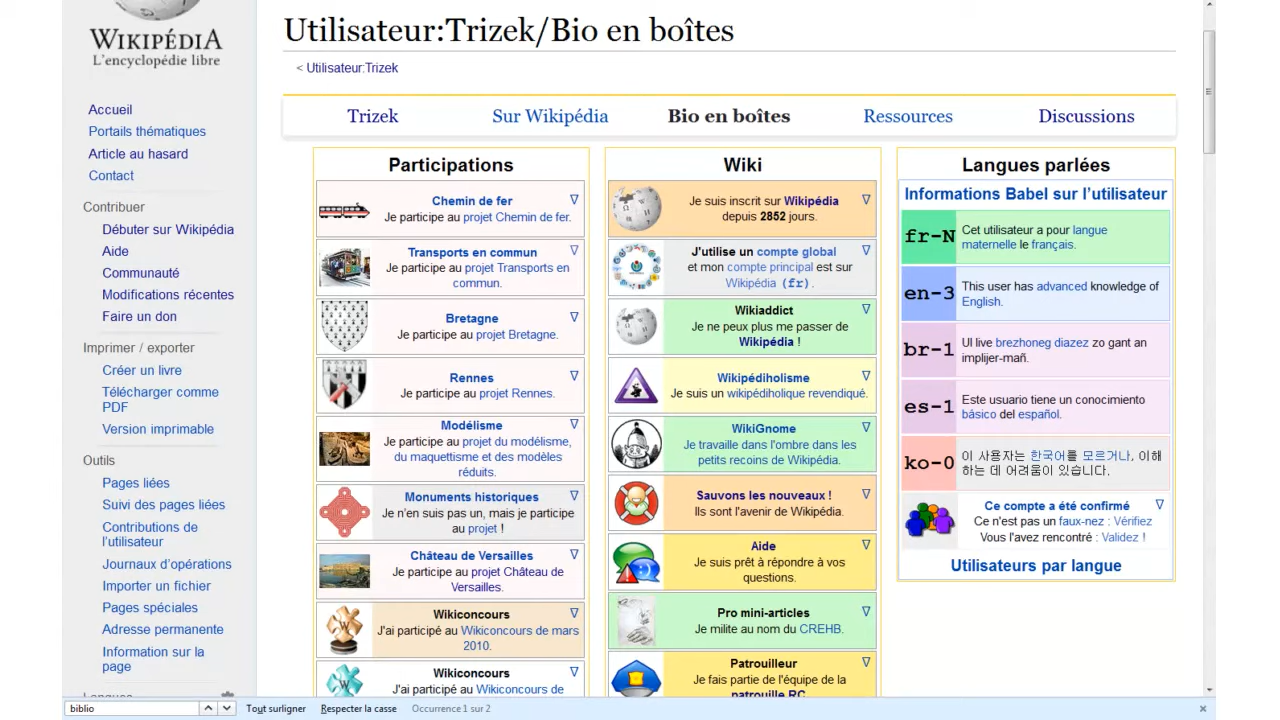 WIKIPÉDIA
L'encyclopédie libre
Accueil
Portails thématiques
Article au hasard
Contact
Contribuer
Débuter sur Wikipédia
Aide
Communauté
Modifications récentes
Faire un don
Imprimer / exporter
Créer un livre
Télécharger comme
PDF
Version imprimable
Outils
Pages liées
Suivi des pages liées
Contributions de
l'utilisateur
Journaux d'opérations
Importer un fichier
Pages spéciales
Adresse permanente
Information sur la
page
Langues
Utilisateur:Trizek/Bio en boîtes
< Utilisateur:Trizek
Trizek Sur Wikipédia Bio en boîtes Ressources Discussions
Participations
Chemin de fer
Je participe au projet Chemin de fer.
Transports en commun
Je participe au projet Transports en
commun.
Bretagne
Je participe au projet Bretagne.
Rennes
Je participe au projet Rennes.
Modélisme
Je participe au projet du modélisme,
du maquettisme et des modèles
réduits.
Monuments historiques
Je n'en suis pas un, mais je participe
au projet !
Château de Versailles
Je participe au projet Château de
Versailles.
Wikiconcours
J'ai participé au Wikiconcours de mars
2010.
Wikiconcours
J'ai participé au Wikiconcours de
Wiki
Je suis inscrit sur Wikipédia
depuis 2852 jours.
J'utilise un compte global
et mon compte principal est sur
Wikipédia (fr).
Wikiaddict
Je ne peux plus me passer de
Wikipédia !
Wikipédiholisme
Je suis un wikipédiholique revendiqué.
WikiGnome
Je travaille dans l'ombre dans les
petits recoins de Wikipédia.
Sauvons les nouveaux !
Ils sont l'avenir de Wikipédia.
Aide
Je suis prêt à répondre à vos
questions.
Pro mini-articles
Je milite au nom du CREHB.
Patrouilleur
Je fais partie de l'équipe de la
patrouille RC
Langues parlées
Informations Babel sur l'utilisateur
fr-N
Cet utilisateur a pour langue
maternelle le français.
en-3
This user has advanced knowledge of
English.
br-1
Ul live brezhoneg diazez zo gant an
implijer-mañ.
es-1
Este usuario tiene un conocimiento
básico del español.
ko-0
이 사용자는 한국어를 모르거나, 이해
하는 데 어려움이 있습니다.
Ce compte a été confirmé
Ce n'est pas un faux-nez : Vérifiez
Vous l'avez rencontré : Validez !
Utilisateurs par langue
biblio Tout surligner Respecter la casse Occurrence 1 sur 2